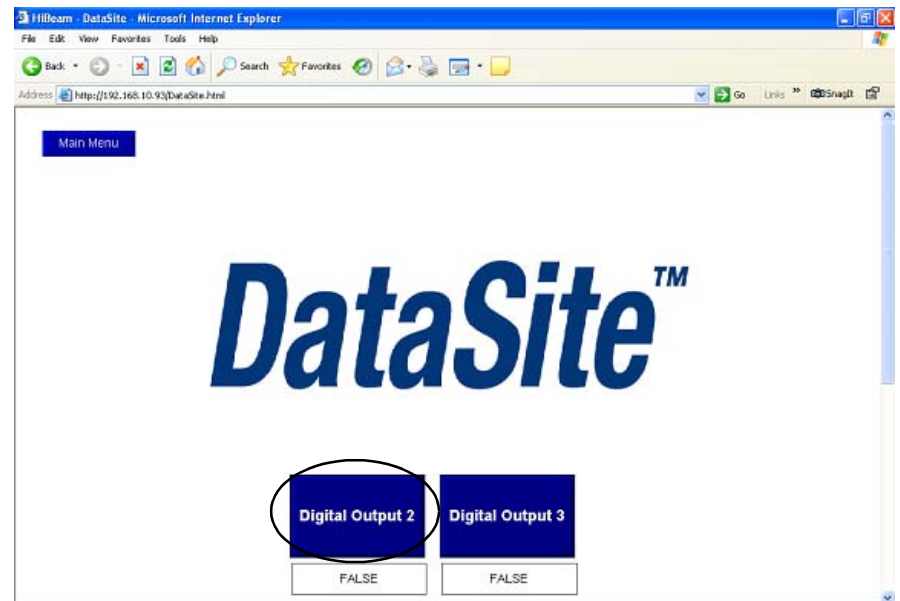 HiBeam - DataSite - Microsoft Internet Explorer
File Edit View Favorites Tools Help
Back Search Favorites
Address http://192.168.10.93/DataSite.html Go Links » SnagIt
Main Menu
DataSite™
Digital Output 2 Digital Output 3
FALSE FALSE